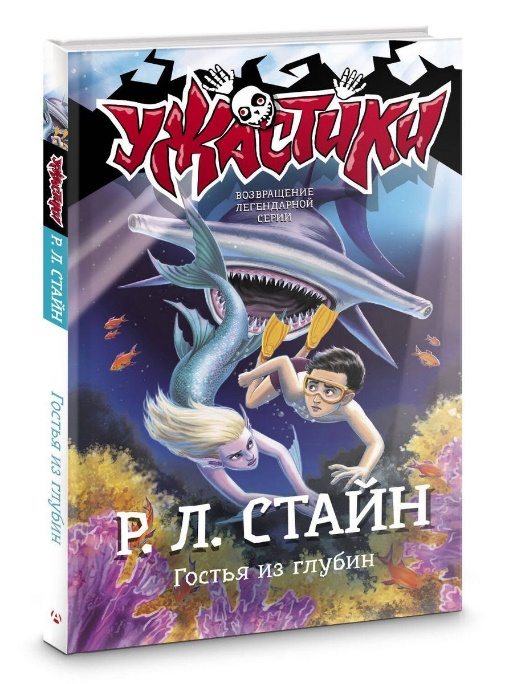 УЖАСТИКИ
ВОЗВРАЩЕНИЕ
ЛЕГЕНДАРНОЙ
СЕРИИ
Р. Л. СТАЙН
Гостья из глубин
УЖАСТИКИ
Р. Л. СТАЙН
Гостья из глубин